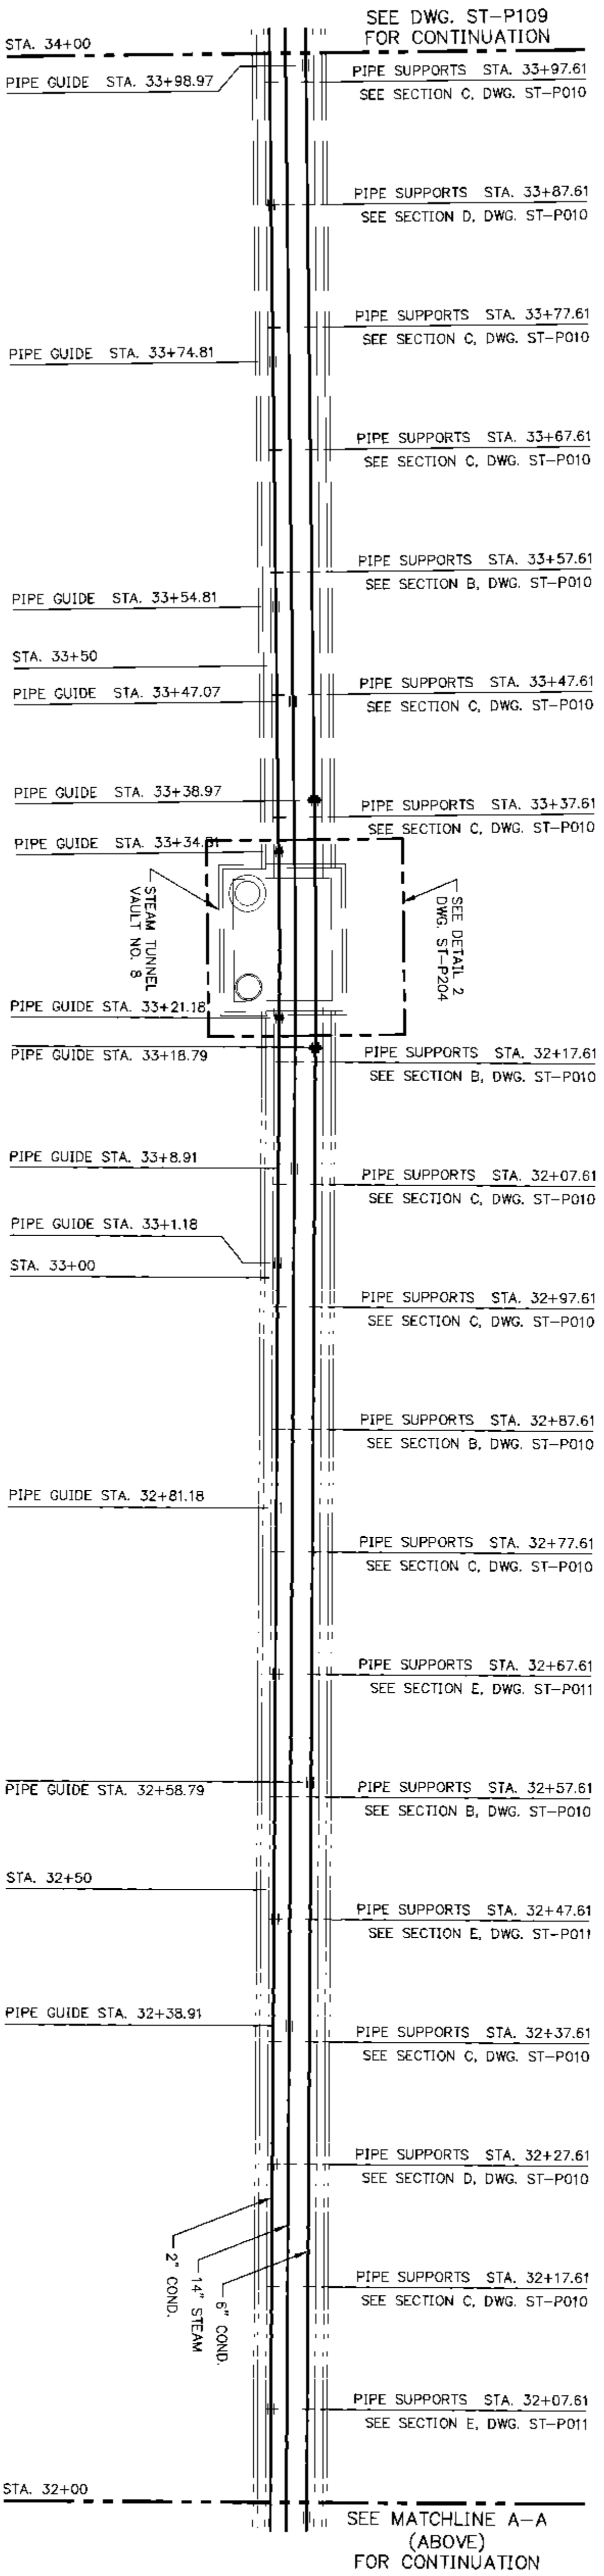 SEE DWG. ST-P109
FOR CONTINUATION
STA. 34+00
PIPE SUPPORTS STA. 33+97.61
SEE SECTION C, DWG. ST-P010
PIPE GUIDE STA. 33+98.97
PIPE SUPPORTS STA. 33+87.61
SEE SECTION D, DWG. ST-P010
PIPE SUPPORTS STA. 33+77.61
SEE SECTION C, DWG. ST-P010
PIPE GUIDE STA. 33+74.81
PIPE SUPPORTS STA. 33+67.61
SEE SECTION C, DWG. ST-P010
PIPE SUPPORTS STA. 33+57.61
SEE SECTION B, DWG. ST-P010
PIPE GUIDE STA. 33+54.81
STA. 33+50
PIPE GUIDE STA. 33+47.07
PIPE SUPPORTS STA. 33+47.61
SEE SECTION C, DWG. ST-P010
PIPE GUIDE STA. 33+38.97
PIPE SUPPORTS STA. 33+37.61
SEE SECTION C, DWG. ST-P010
PIPE GUIDE STA. 33+34.81
STEAM TUNNEL
VAULT NO. 8
SEE DETAIL 2
DWG. ST-P204
PIPE GUIDE STA. 33+21.18
PIPE GUIDE STA. 33+18.79
PIPE SUPPORTS STA. 32+17.61
SEE SECTION B, DWG. ST-P010
PIPE GUIDE STA. 33+8.91
PIPE SUPPORTS STA. 32+07.61
SEE SECTION C, DWG. ST-P010
PIPE GUIDE STA. 33+1.18
STA. 33+00
PIPE SUPPORTS STA. 32+97.61
SEE SECTION C, DWG. ST-P010
PIPE SUPPORTS STA. 32+87.61
SEE SECTION B, DWG. ST-P010
PIPE GUIDE STA. 32+81.18
PIPE SUPPORTS STA. 32+77.61
SEE SECTION C, DWG. ST-P010
PIPE SUPPORTS STA. 32+67.61
SEE SECTION E, DWG. ST-P011
PIPE GUIDE STA. 32+58.79
PIPE SUPPORTS STA. 32+57.61
SEE SECTION B, DWG. ST-P010
STA. 32+50
PIPE SUPPORTS STA. 32+47.61
SEE SECTION E, DWG. ST-P011
PIPE GUIDE STA. 32+38.91
PIPE SUPPORTS STA. 32+37.61
SEE SECTION C, DWG. ST-P010
PIPE SUPPORTS STA. 32+27.61
SEE SECTION D, DWG. ST-P010
2" COND.
14" STEAM
6" COND.
PIPE SUPPORTS STA. 32+17.61
SEE SECTION C, DWG. ST-P010
PIPE SUPPORTS STA. 32+07.61
SEE SECTION E, DWG. ST-P011
STA. 32+00
SEE MATCHLINE A-A
(ABOVE)
FOR CONTINUATION